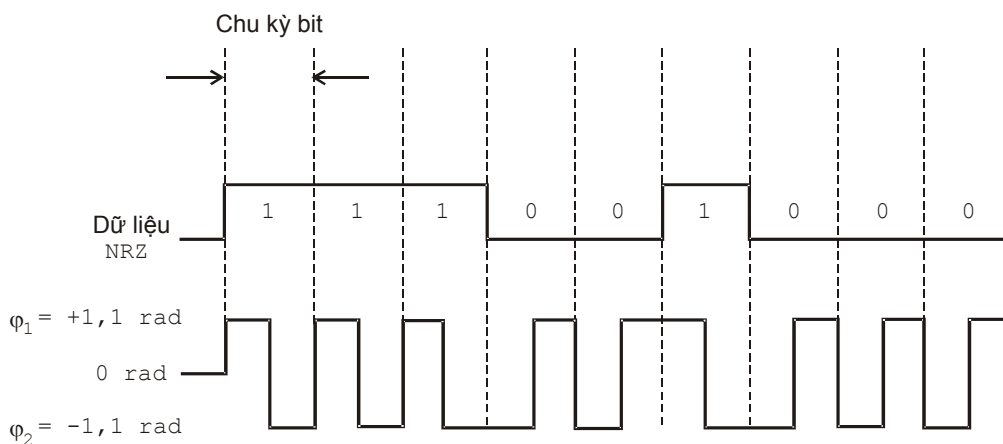 Chu kỳ bit
1 1 1 0 0 1 0 0 0
Dữ liệu
NRZ
φ1 = +1,1 rad
0 rad
φ2 = -1,1 rad